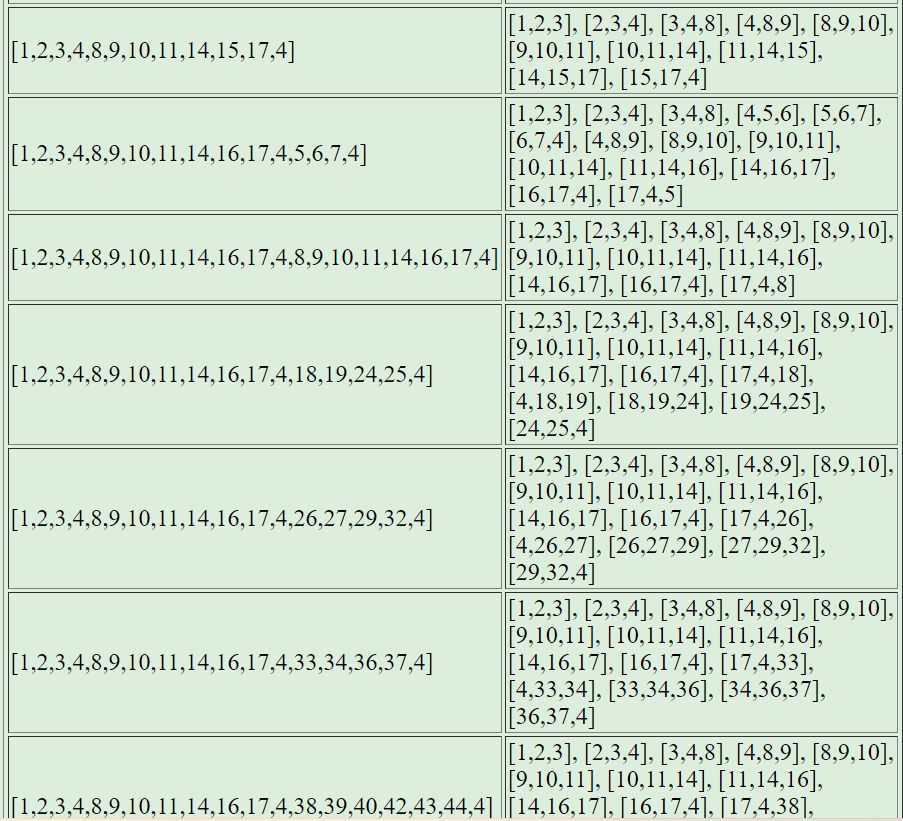 [1,2,3,4,8,9,10,11,14,15,17,4]
[1,2,3], [2,3,4], [3,4,8], [4,8,9], [8,9,10],
[9,10,11], [10,11,14], [11,14,15],
[14,15,17], [15,17,4]
[1,2,3,4,8,9,10,11,14,16,17,4,5,6,7,4]
[1,2,3], [2,3,4], [3,4,8], [4,5,6], [5,6,7],
[6,7,4], [4,8,9], [8,9,10], [9,10,11],
[10,11,14], [11,14,16], [14,16,17],
[16,17,4], [17,4,5]
[1,2,3,4,8,9,10,11,14,16,17,4,8,9,10,11,14,16,17,4]
[1,2,3], [2,3,4], [3,4,8], [4,8,9], [8,9,10],
[9,10,11], [10,11,14], [11,14,16],
[14,16,17], [16,17,4], [17,4,8]
[1,2,3,4,8,9,10,11,14,16,17,4,18,19,24,25,4]
[1,2,3], [2,3,4], [3,4,8], [4,8,9], [8,9,10],
[9,10,11], [10,11,14], [11,14,16],
[14,16,17], [16,17,4], [17,4,18],
[4,18,19], [18,19,24], [19,24,25],
[24,25,4]
[1,2,3,4,8,9,10,11,14,16,17,4,26,27,29,32,4]
[1,2,3], [2,3,4], [3,4,8], [4,8,9], [8,9,10],
[9,10,11], [10,11,14], [11,14,16],
[14,16,17], [16,17,4], [17,4,26],
[4,26,27], [26,27,29], [27,29,32],
[29,32,4]
[1,2,3,4,8,9,10,11,14,16,17,4,33,34,36,37,4]
[1,2,3], [2,3,4], [3,4,8], [4,8,9], [8,9,10],
[9,10,11], [10,11,14], [11,14,16],
[14,16,17], [16,17,4], [17,4,33],
[4,33,34], [33,34,36], [34,36,37],
[36,37,4]
[1,2,3,4,8,9,10,11,14,16,17,4,38,39,40,42,43,44,4]
[1,2,3], [2,3,4], [3,4,8], [4,8,9], [8,9,10],
[9,10,11], [10,11,14], [11,14,16],
[14,16,17], [16,17,4], [17,4,38],